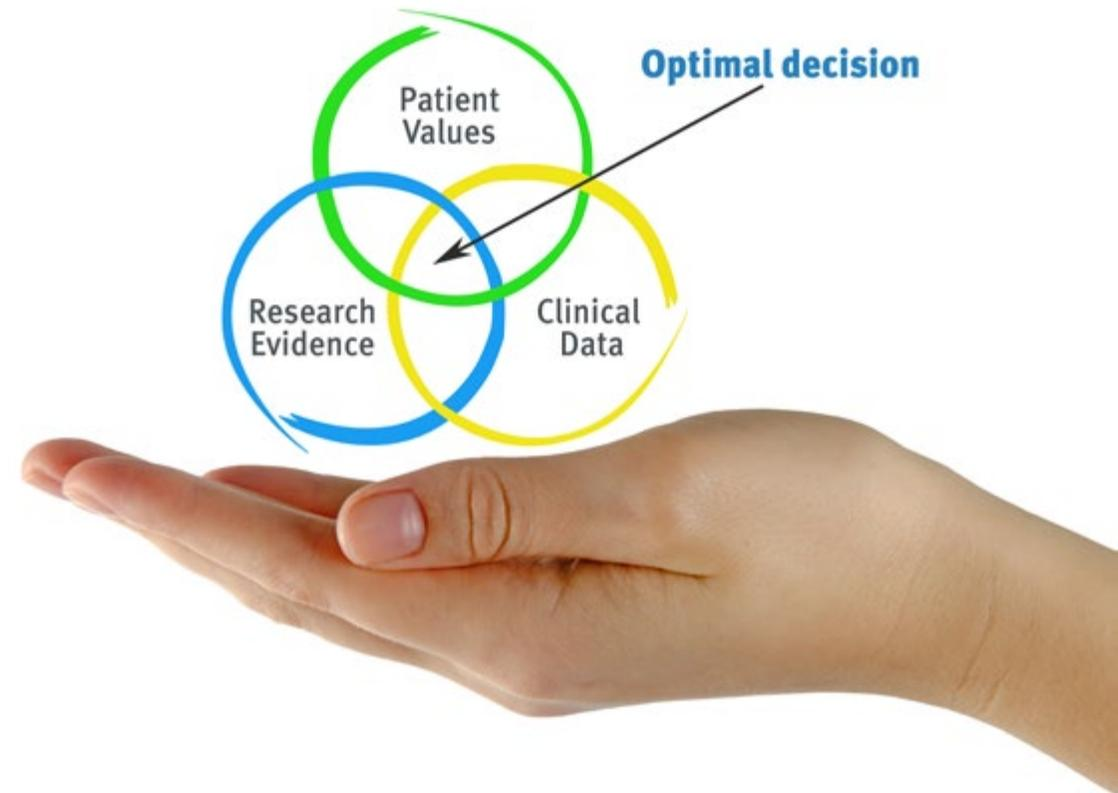 Optimal decision
Patient
Values
Research
Evidence
Clinical
Data